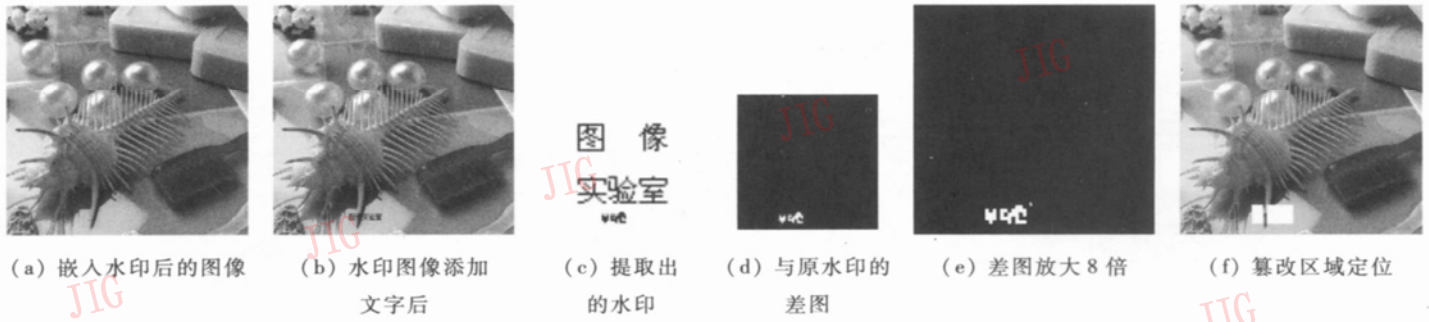 图 像
实验室
JIG
JIG
JIG
JIG
(a) 嵌入水印后的图像
(b) 水印图像添加
文字后
(c) 提取出
的水印
(d) 与原水印的
差图
(e) 差图放大 8 倍
(f) 篡改区域定位
JIG
JIG